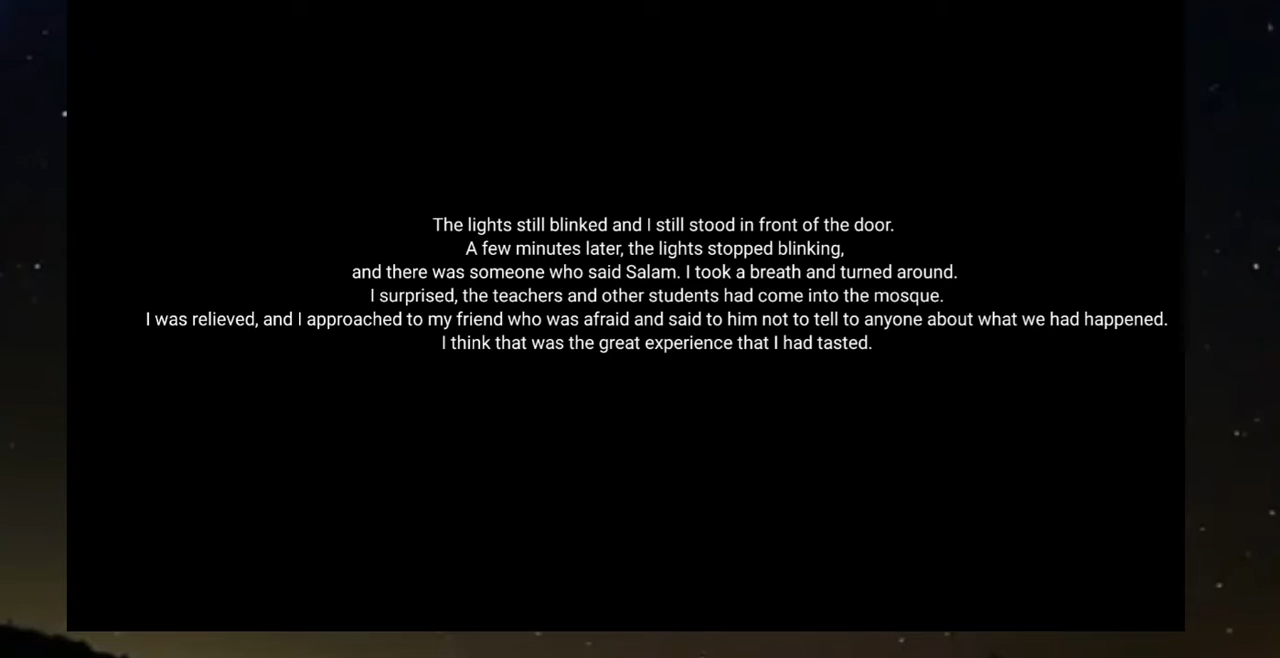 The lights still blinked and I still stood in front of the door.
A few minutes later, the lights stopped blinking,
and there was someone who said Salam. I took a breath and turned around.
I surprised, the teachers and other students had come into the mosque.
I was relieved, and I approached to my friend who was afraid and said to him not to tell to anyone about what we had happened.
I think that was the great experience that I had tasted.